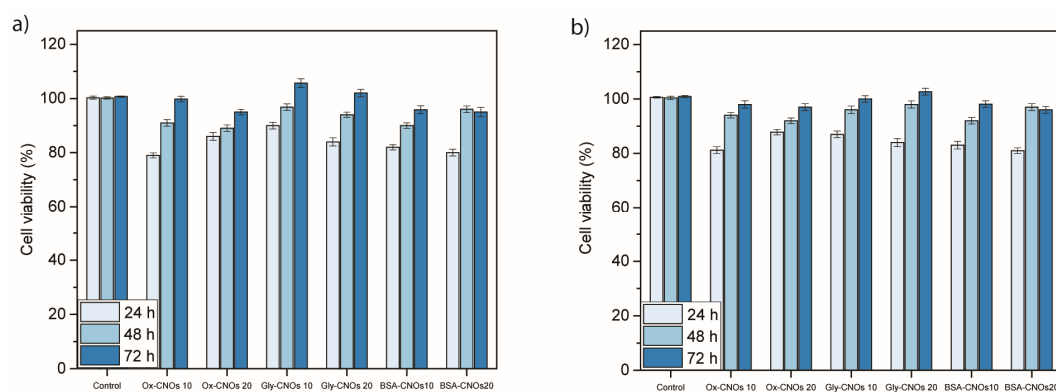 a)
120
100
80
60
40
20
0
Cell viability (%)
24 h
48 h
72 h
Control Ox-CNOs 10 Ox-CNOs 20 Gly-CNOs 10 Gly-CNOs 20 BSA-CNOs10 BSA-CNOs20
b)
120
100
80
60
40
20
0
Cell viability (%)
24 h
48 h
72 h
Control Ox-CNOs 10 Ox-CNOs 20 Gly-CNOs 10 Gly-CNOs 20 BSA-CNOs10 BSA-CNOs20